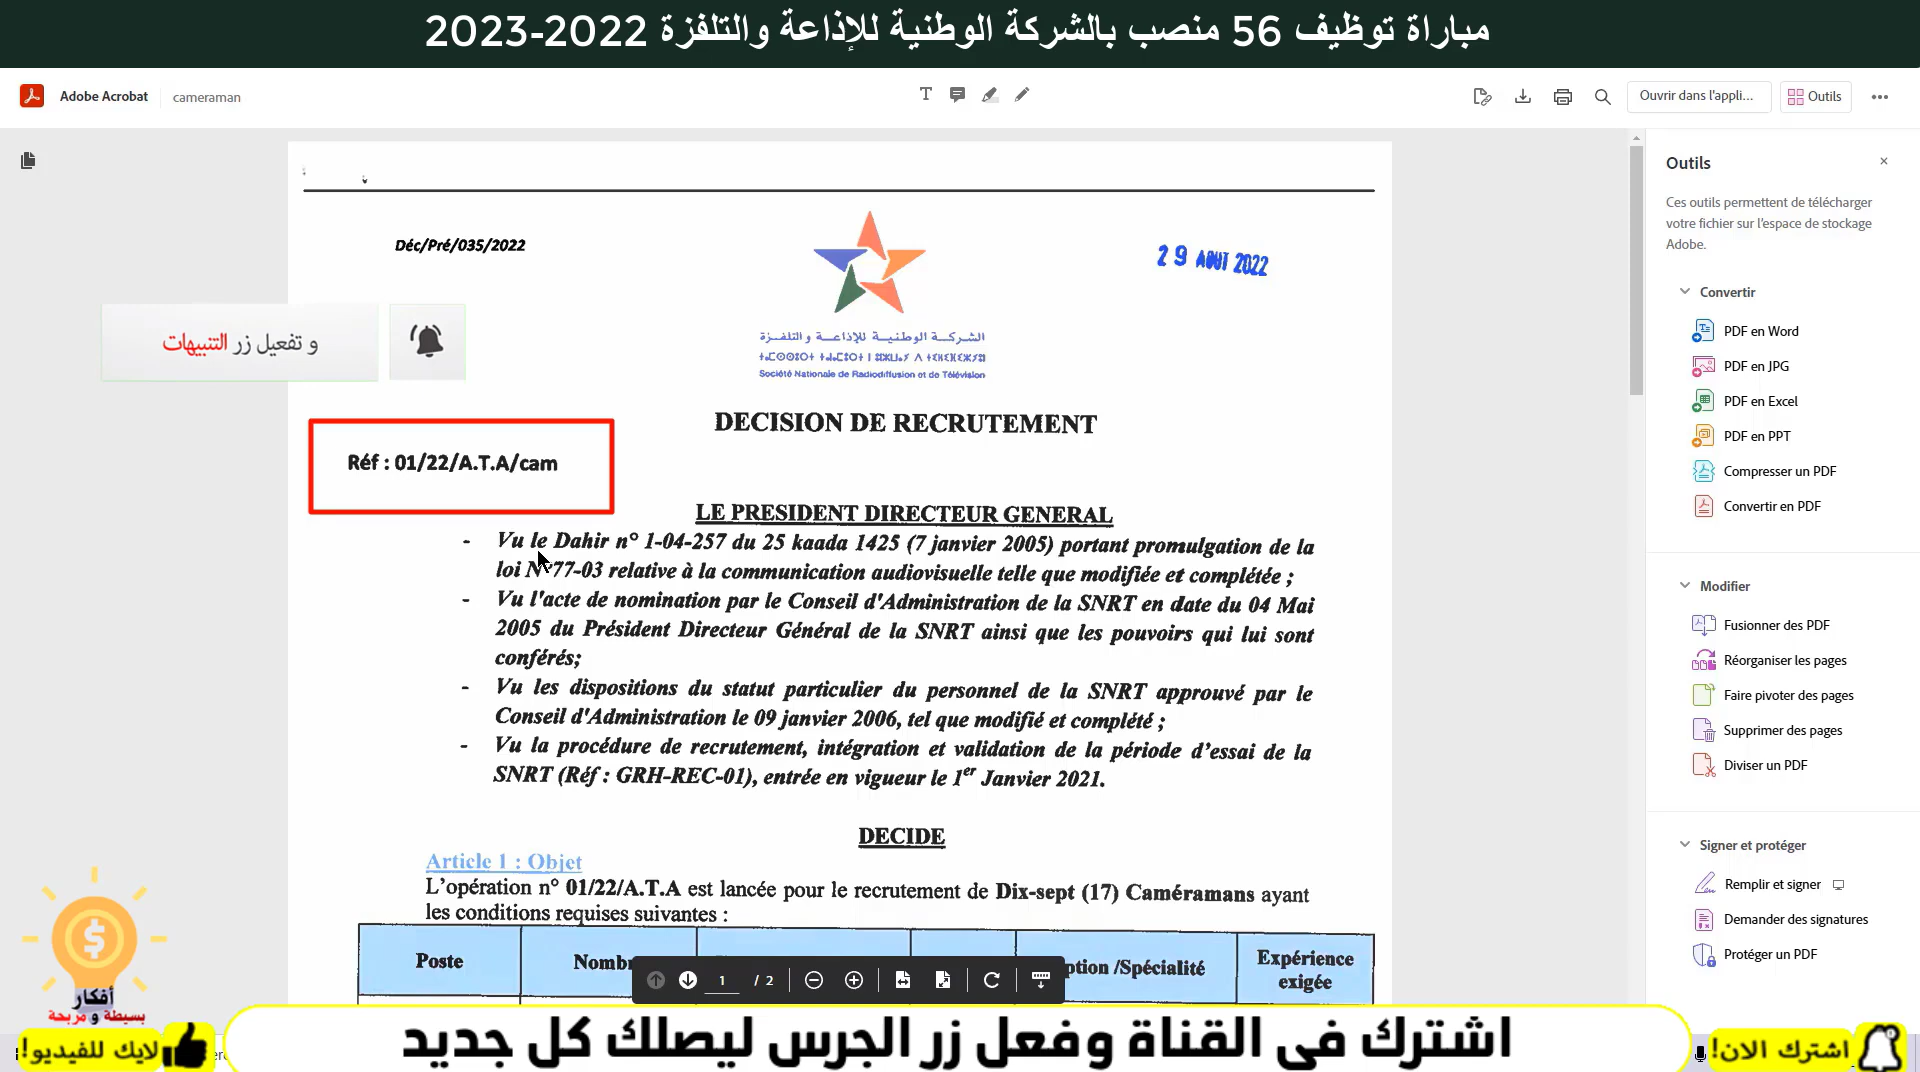 مباراة توظيف 56 منصب بالشركة الوطنية للإذاعة والتلفزة 2022-2023
Adobe Acrobat
cameraman
Ouvrir dans l'appli...
Outils
Déc/Pré/035/2022
29 AOUT 2022
الشركة الوطنية للإذاعة و التلفزة
Société Nationale de Radiodiffusion et de Télévision
و تفعيل زر التنبيهات
DECISION DE RECRUTEMENT
Réf : 01/22/A.T.A/cam
LE PRESIDENT DIRECTEUR GENERAL
- Vu le Dahir n° 1-04-257 du 25 kaada 1425 (7 janvier 2005) portant promulgation de la
loi N°77-03 relative à la communication audiovisuelle telle que modifiée et complétée ;
- Vu l'acte de nomination par le Conseil d'Administration de la SNRT en date du 04 Mai
2005 du Président Directeur Général de la SNRT ainsi que les pouvoirs qui lui sont
conférés;
- Vu les dispositions du statut particulier du personnel de la SNRT approuvé par le
Conseil d'Administration le 09 janvier 2006, tel que modifié et complété ;
- Vu la procédure de recrutement, intégration et validation de la période d'essai de la
SNRT (Réf : GRH-REC-01), entrée en vigueur le 1er Janvier 2021.
DECIDE
Article 1 : Objet
L'opération n° 01/22/A.T.A est lancée pour le recrutement de Dix-sept (17) Caméramans ayant
les conditions requises suivantes :
Poste
/Spécialité
Expérience
exigée
1 / 2
Outils
Ces outils permettent de télécharger
votre fichier sur l'espace de stockage
Adobe.
Convertir
PDF en Word
PDF en JPG
PDF en Excel
PDF en PPT
Compresser un PDF
Convertir en PDF
Modifier
Fusionner des PDF
Réorganiser les pages
Faire pivoter des pages
Supprimer des pages
Diviser un PDF
Signer et protéger
Remplir et signer
Demander des signatures
Protéger un PDF
أفكار
بسيطة و مربحة
لايك للفيديو!
اشترك في القناة وفعل زر الجرس ليصلك كل جديد
اشترك الان!